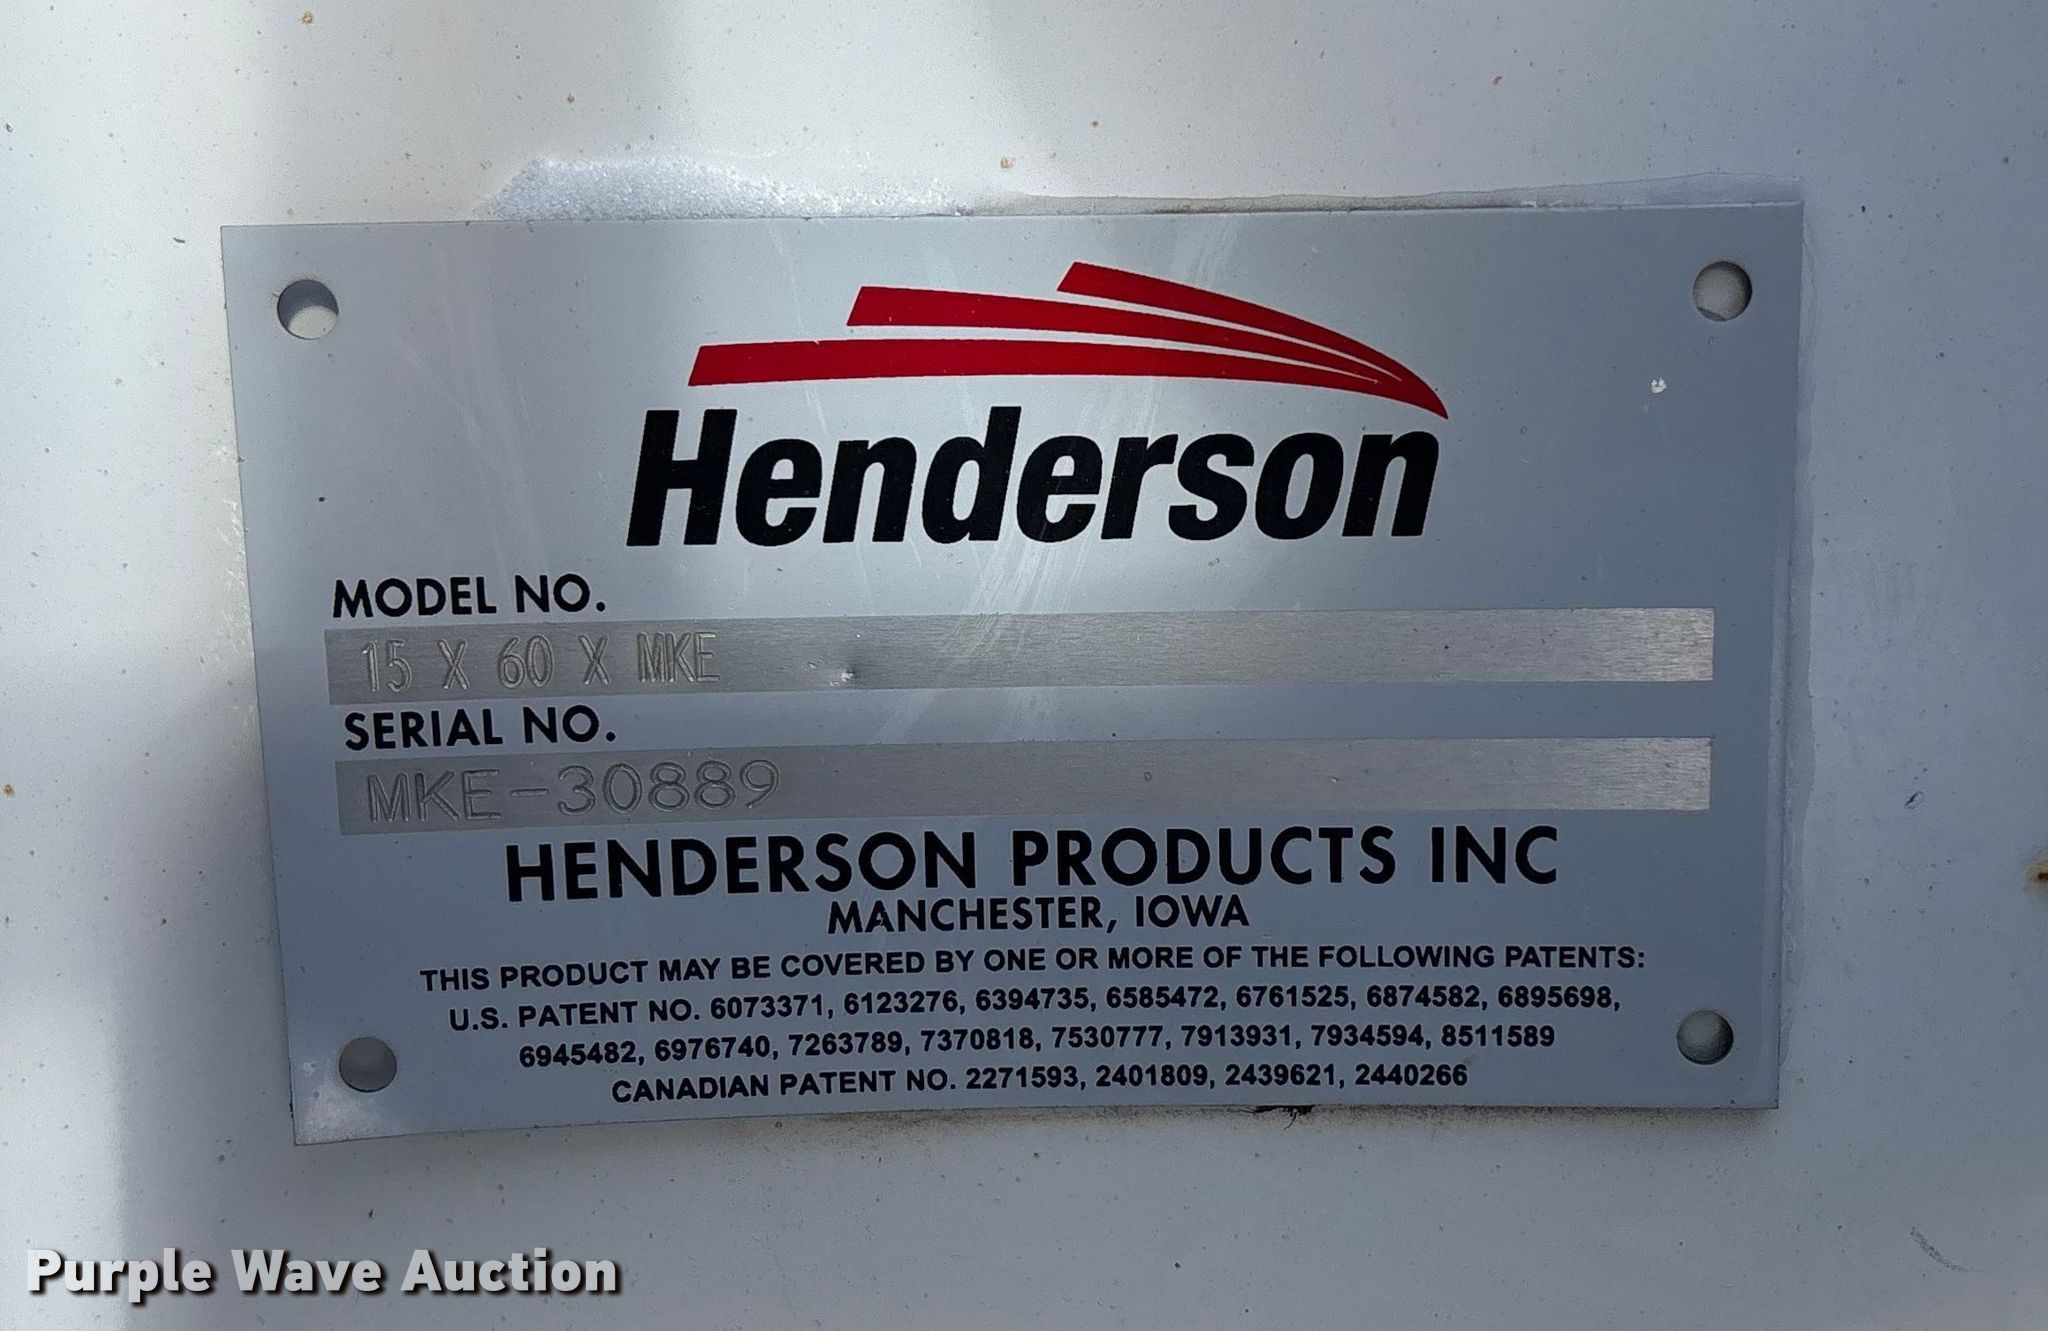 Henderson
MODEL NO.
15 X 60 X MKE
SERIAL NO.
MKE-30889
HENDERSON PRODUCTS INC
MANCHESTER, IOWA
THIS PRODUCT MAY BE COVERED BY ONE OR MORE OF THE FOLLOWING PATENTS:
U.S. PATENT NO. 6073371, 6123276, 6394735, 6585472, 6761525, 6874582, 6895698,
6945482, 6976740, 7263789, 7370818, 7530777, 7913931, 7934594, 8511589
CANADIAN PATENT NO. 2271593, 2401809, 2439621, 2440266
Purple Wave Auction